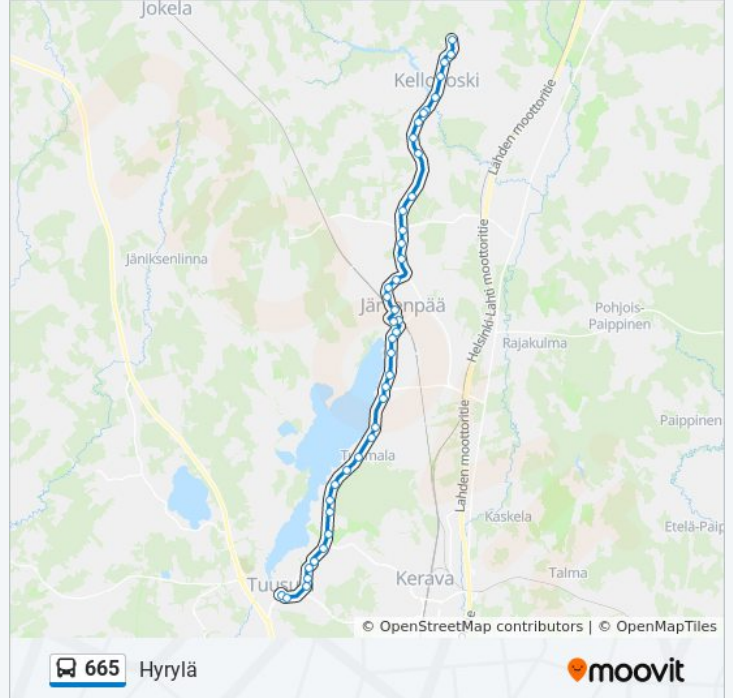 Jokela
Kellokoski
Lahden moottoritie
Jäniksenlinna
Helsinki-Lahti moottoritie
Järvenpää
Pohjois-
Paippinen
Rajakulma
Paippinen
Lahden moottoritie
Kaskela
Etelä-Paip
Talma
Kerava
Tuusu
© OpenStreetMap contributors | © OpenMapTiles
665 Hyrylä
moovit